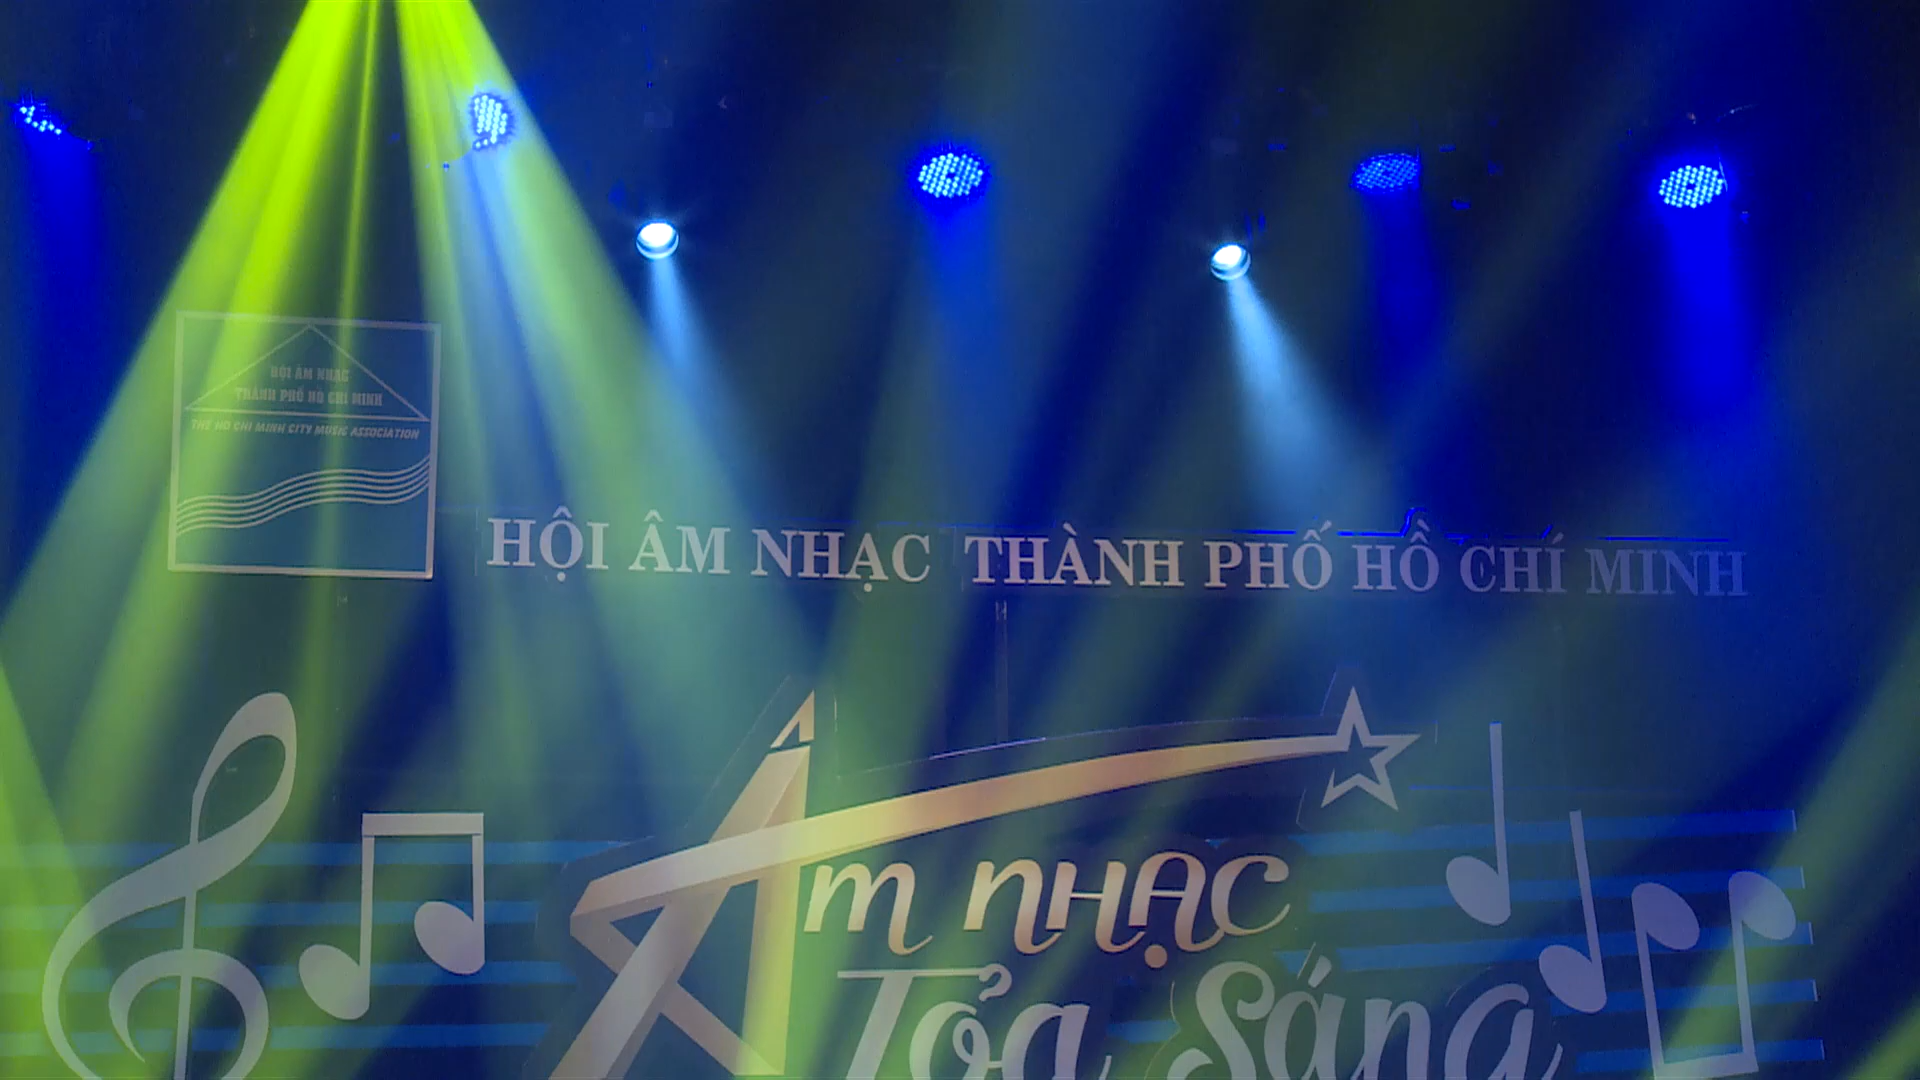 HỘI ÂM NHẠC
THÀNH PHỐ HỒ CHÍ MINH
THE HO CHI MINH CITY MUSIC ASSOCIATION
HỘI ÂM NHẠC THÀNH PHỐ HỒ CHÍ MINH
Âm nhạc
Tỏa Sáng